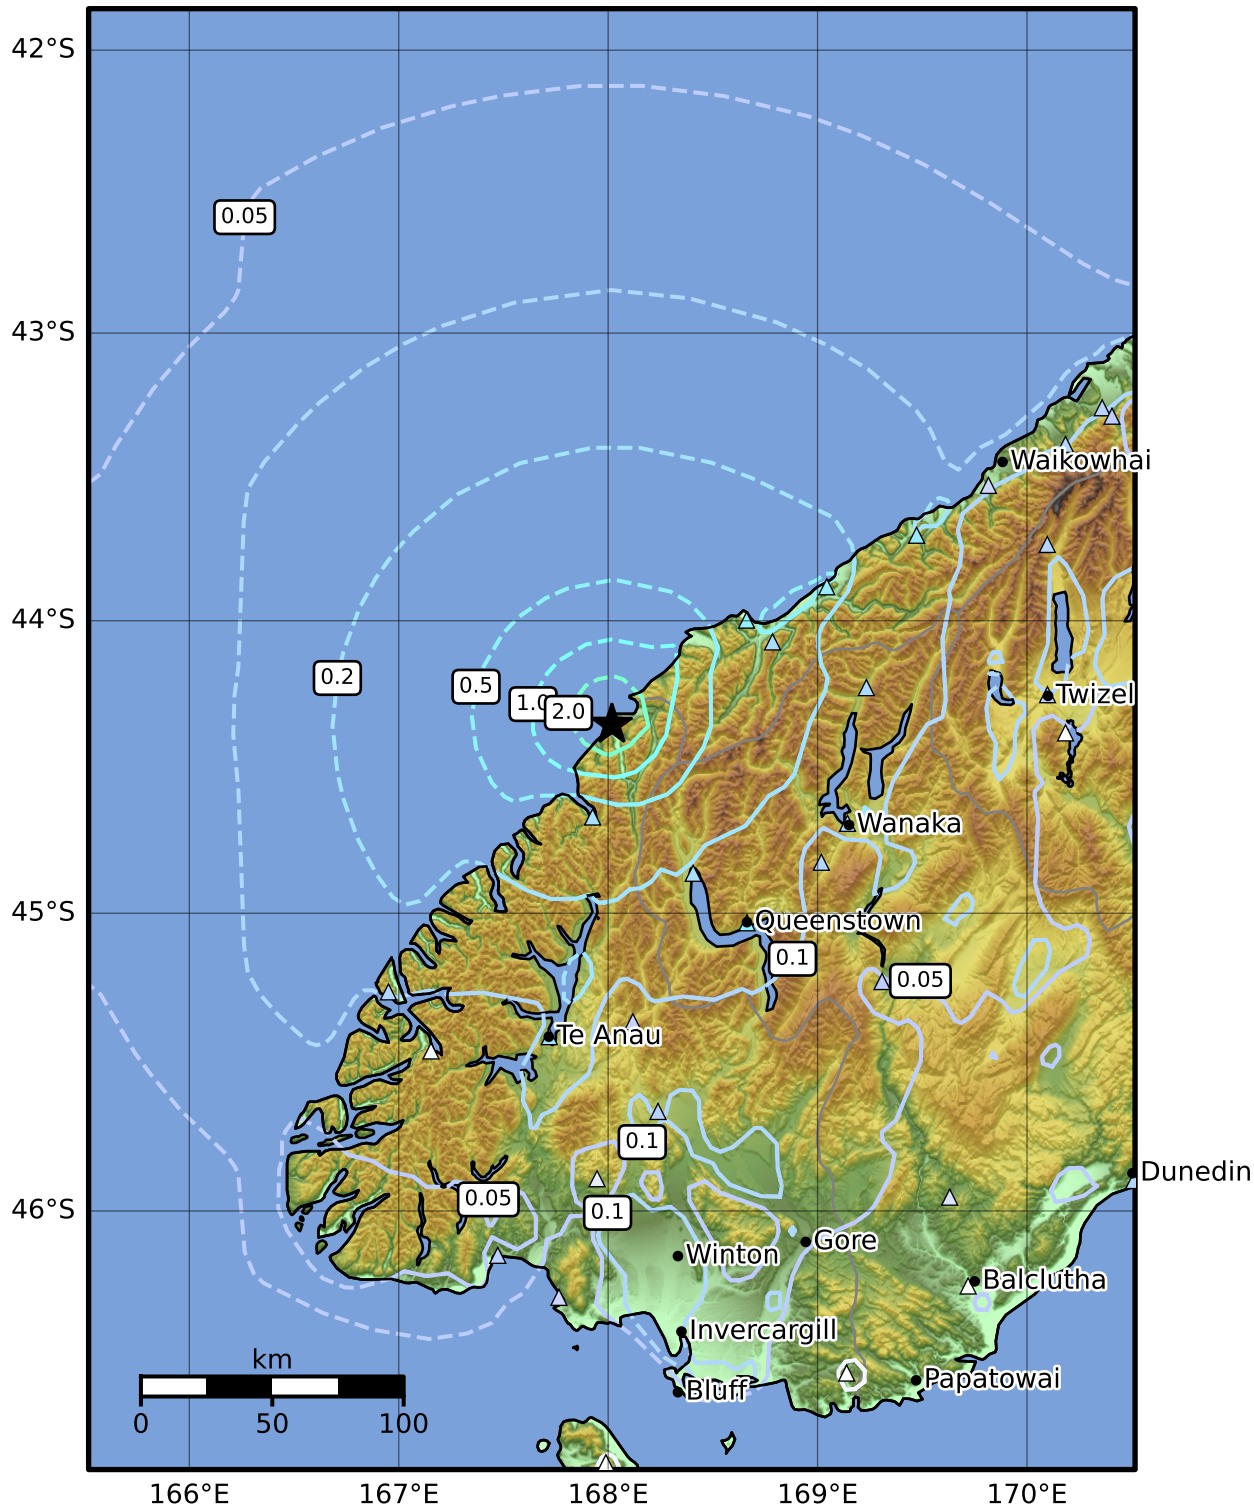 42°S
0.05
43°S
Waikowhai
44°S
0.2
0.5
1.0
2.0
Twizel
Wanaka
45°S
Queenstown
0.1
0.05
Te Anau
0.1
Dunedin
0.05
46°S
0.1
Gore
Winton
Balclutha
Invercargill
km
Papatowai
Bluff
0 50 100
166°E 167°E 168°E 169°E 170°E